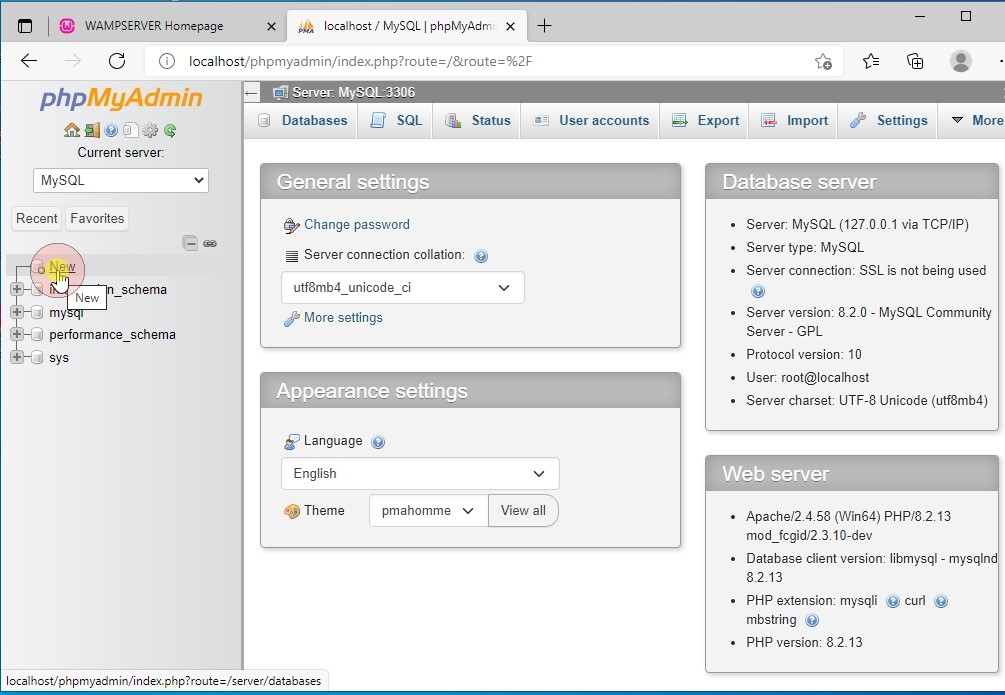 WAMPSERVER Homepage
localhost / MySQL | phpMyAdmin
localhost/phpmyadmin/index.php?route=/&route=%2F
phpMyAdmin
Current server:
MySQL
Recent
Favorites
New
New
schema
mysql
performance_schema
sys
Server: MySQL:3306
Databases
SQL
Status
User accounts
Export
Import
Settings
More
General settings
Change password
Server connection collation:
utf8mb4_unicode_ci
More settings
Appearance settings
Language
English
Theme
pmahomme
View all
Database server
Server: MySQL (127.0.0.1 via TCP/IP)
Server type: MySQL
Server connection: SSL is not being used
Server version: 8.2.0 - MySQL Community
Server - GPL
Protocol version: 10
User: root@localhost
Server charset: UTF-8 Unicode (utf8mb4)
Web server
Apache/2.4.58 (Win64) PHP/8.2.13
mod_fcgid/2.3.10-dev
Database client version: libmysql - mysqlnd
8.2.13
PHP extension: mysqli curl
mbstring
PHP version: 8.2.13
localhost/phpmyadmin/index.php?route=/server/databases